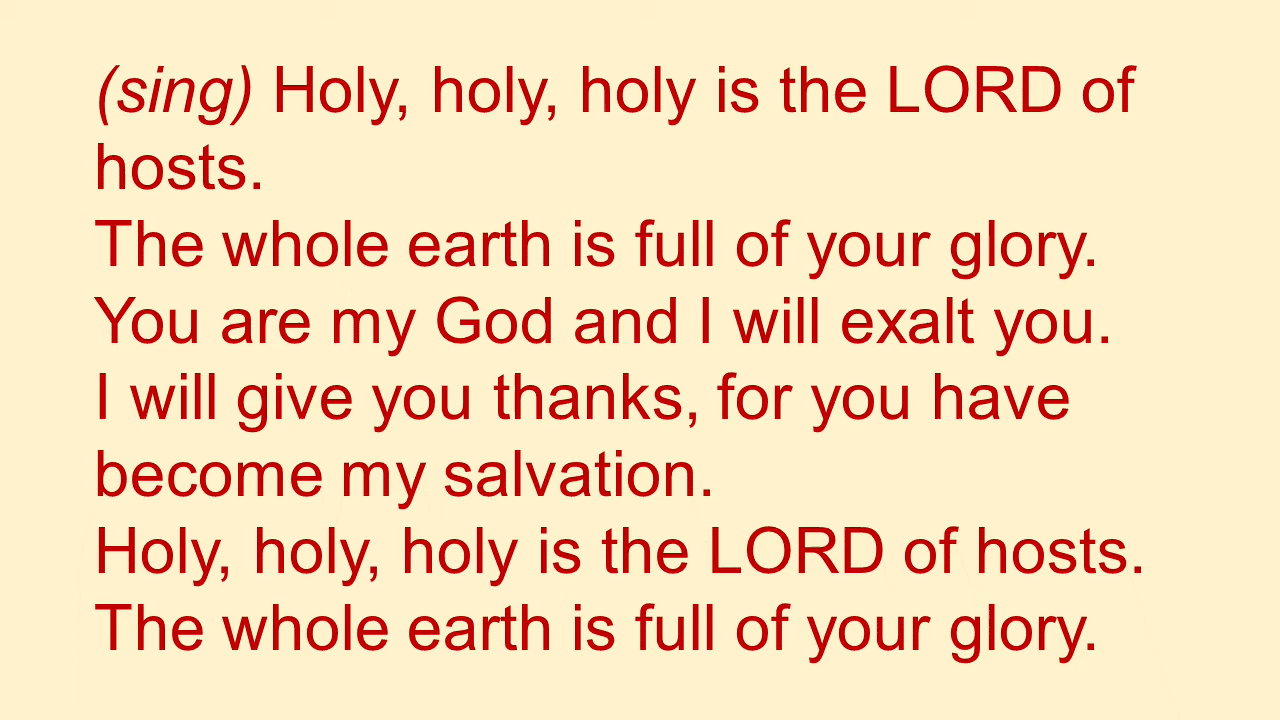 (sing) Holy, holy, holy is the LORD of
hosts.
The whole earth is full of your glory.
You are my God and I will exalt you.
I will give you thanks, for you have
become my salvation.
Holy, holy, holy is the LORD of hosts.
The whole earth is full of your glory.